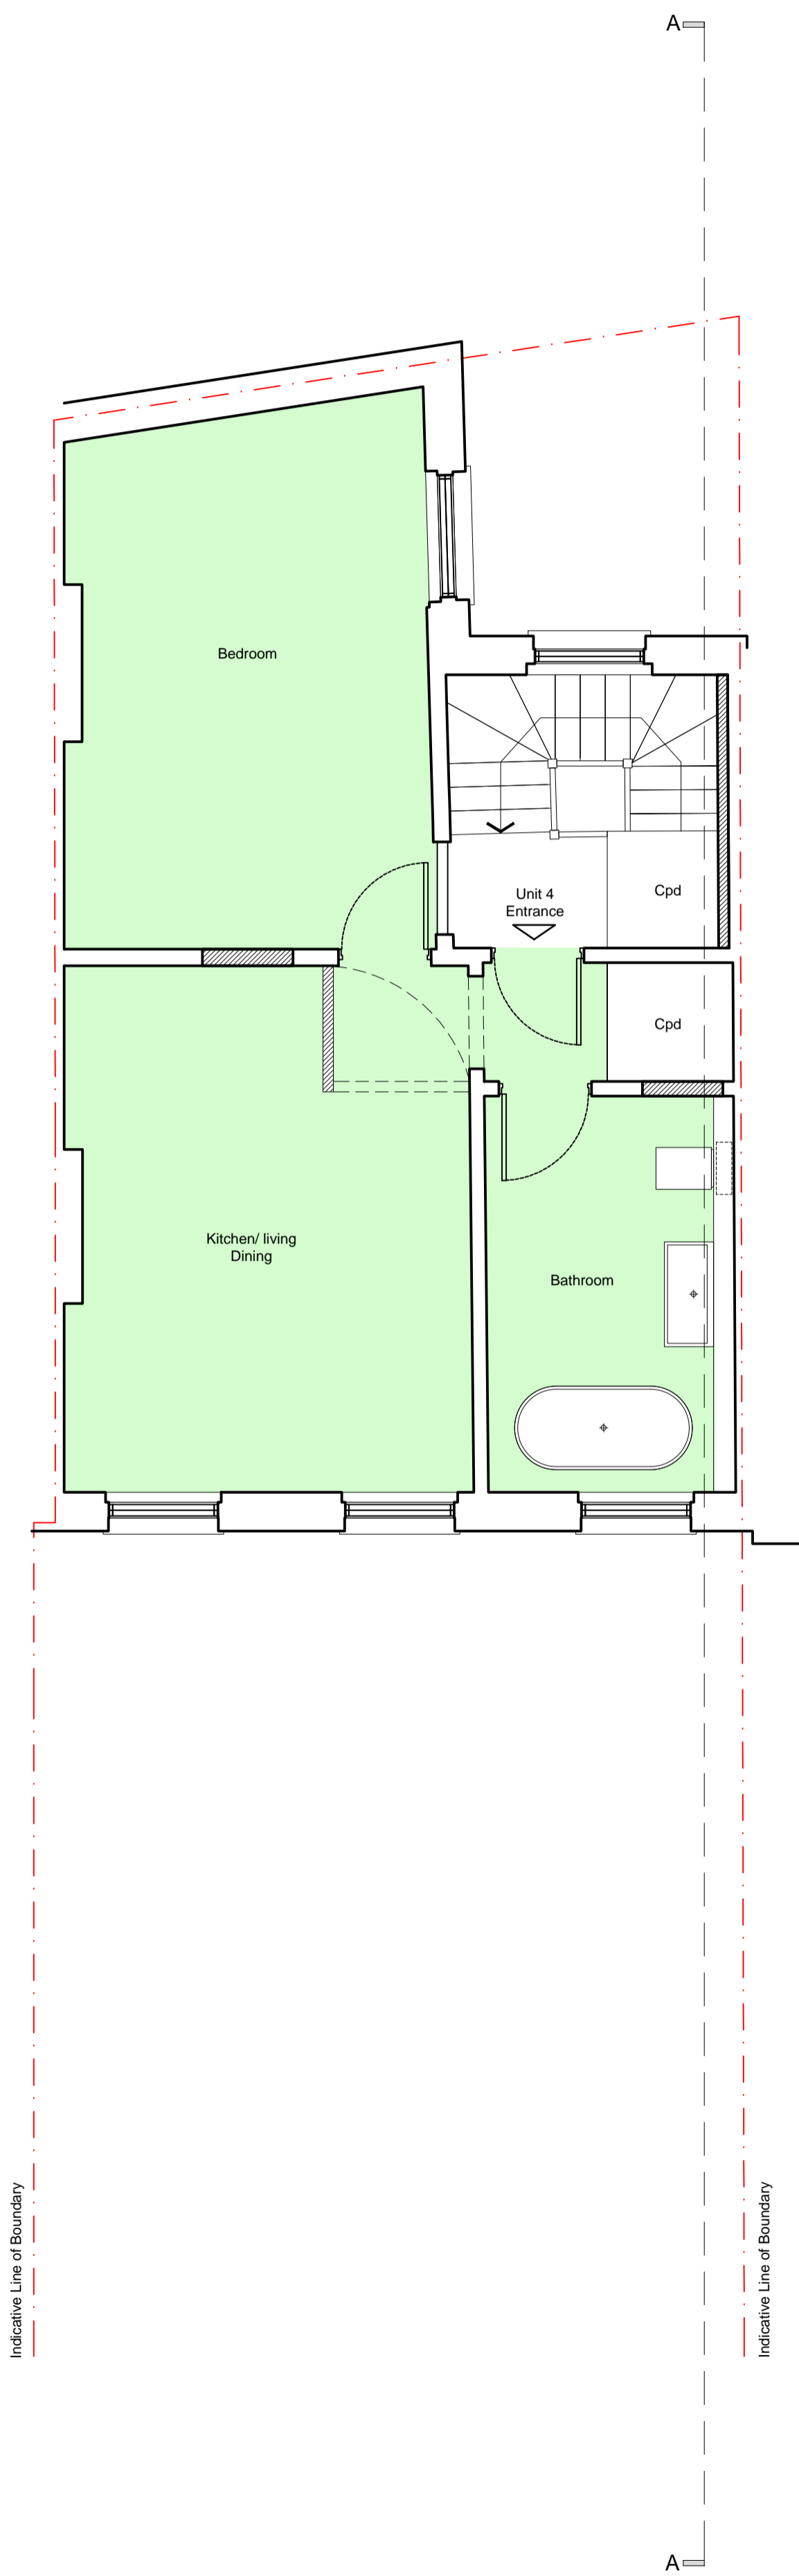 A
Bedroom
Unit 4
Entrance
Cpd
Cpd
Kitchen/ living
Dining
Bathroom
Indicative Line of Boundary
Indicative Line of Boundary
A